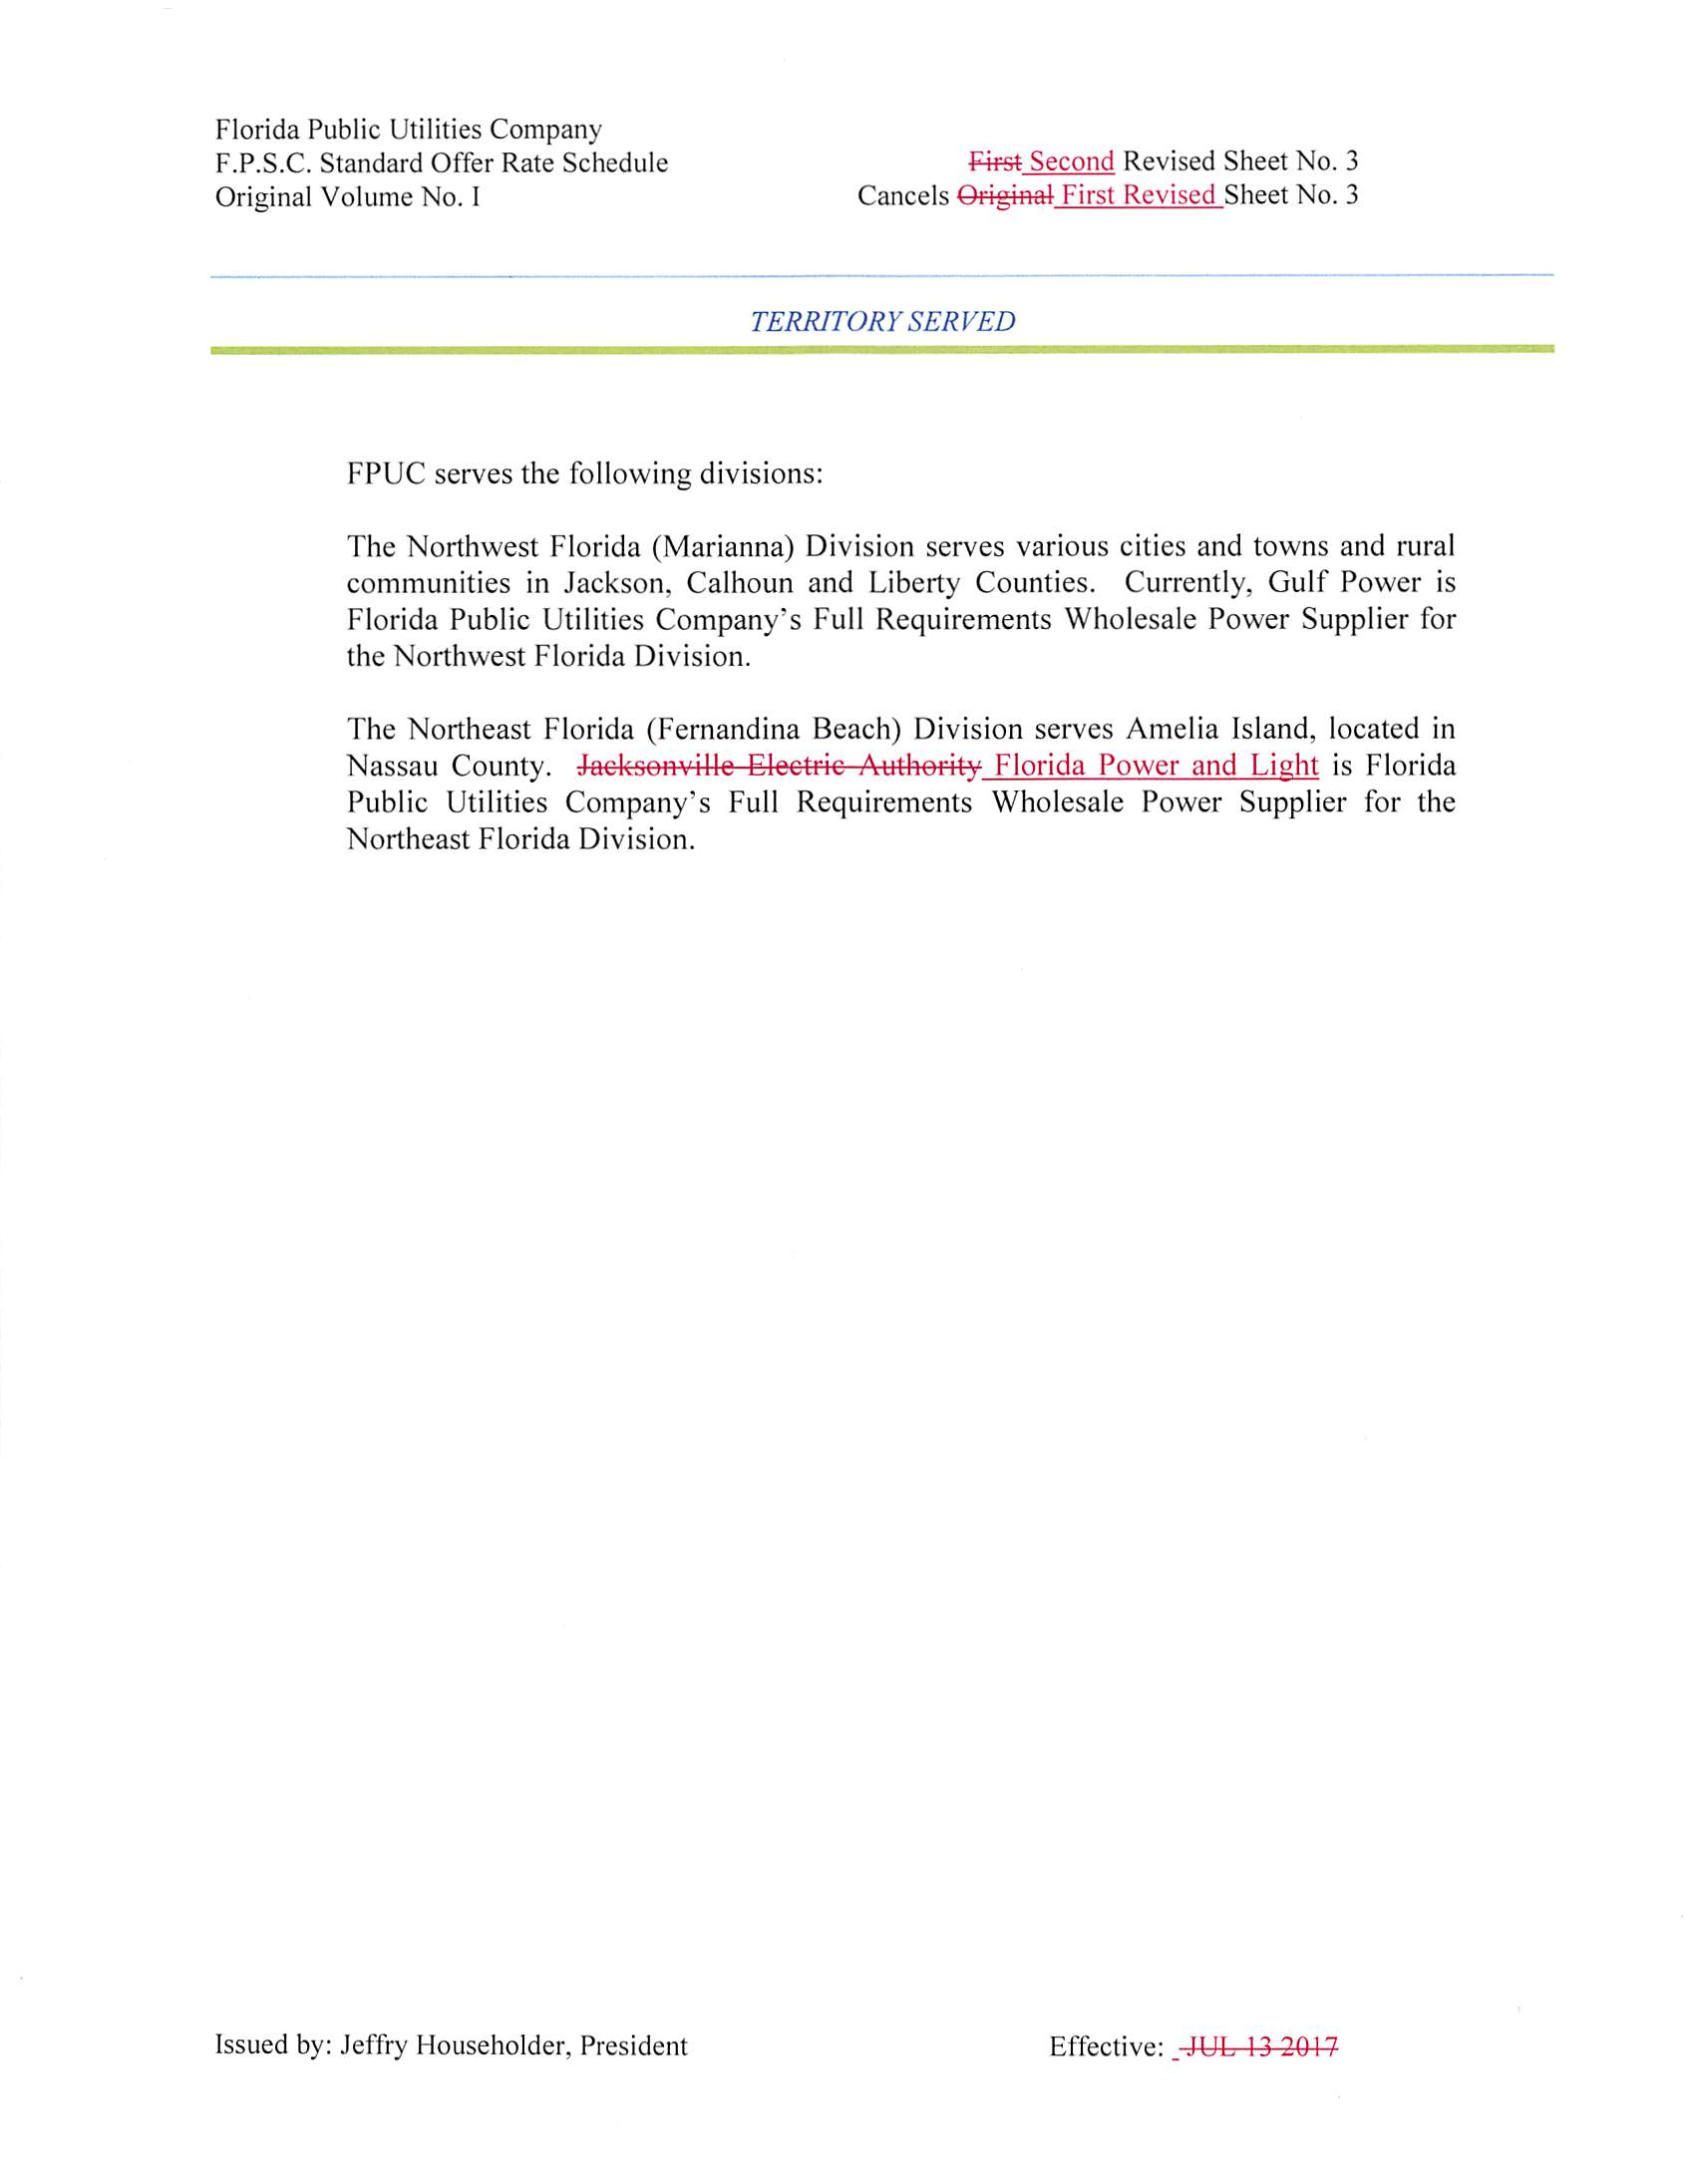 Florida Public Utilities Company
F.P.S.C. Standard Offer Rate Schedule
Original Volume No. I
First Second Revised Sheet No. 3
Cancels Original First Revised Sheet No. 3
TERRITORY SERVED
FPUC serves the following divisions:
The Northwest Florida (Marianna) Division serves various cities and towns and rural
communities in Jackson, Calhoun and Liberty Counties. Currently, Gulf Power is
Florida Public Utilities Company's Full Requirements Wholesale Power Supplier for
the Northwest Florida Division.
The Northeast Florida (Fernandina Beach) Division serves Amelia Island, located in
Nassau County. Jacksonville Electric Authority Florida Power and Light is Florida
Public Utilities Company's Full Requirements Wholesale Power Supplier for the
Northeast Florida Division.
Issued by: Jeffry Householder, President
Effective: JUL 13 2017